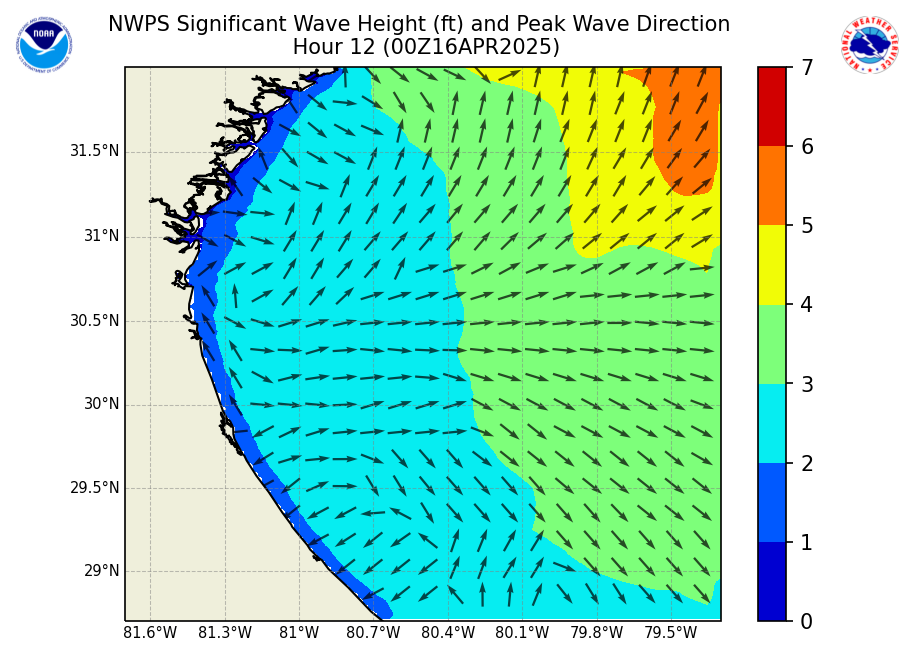 NWPS Significant Wave Height (ft) and Peak Wave Direction
Hour 12 (00Z16APR2025)
NOAA
NATIONAL WEATHER SERVICE
7
6
5
4
3
2
1
0
31.5°N
31°N
30.5°N
30°N
29.5°N
29°N
81.6°W 81.3°W 81°W 80.7°W 80.4°W 80.1°W 79.8°W 79.5°W